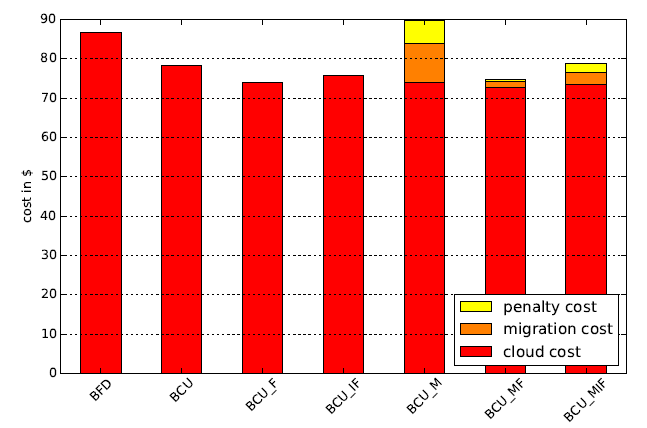 90
80
70
60
50
40
30
20
10
0
cost in $
penalty cost
migration cost
cloud cost
BFD
BCU
BCU_F
BCU_IF
BCU_M
BCU_MF
BCU_MIF